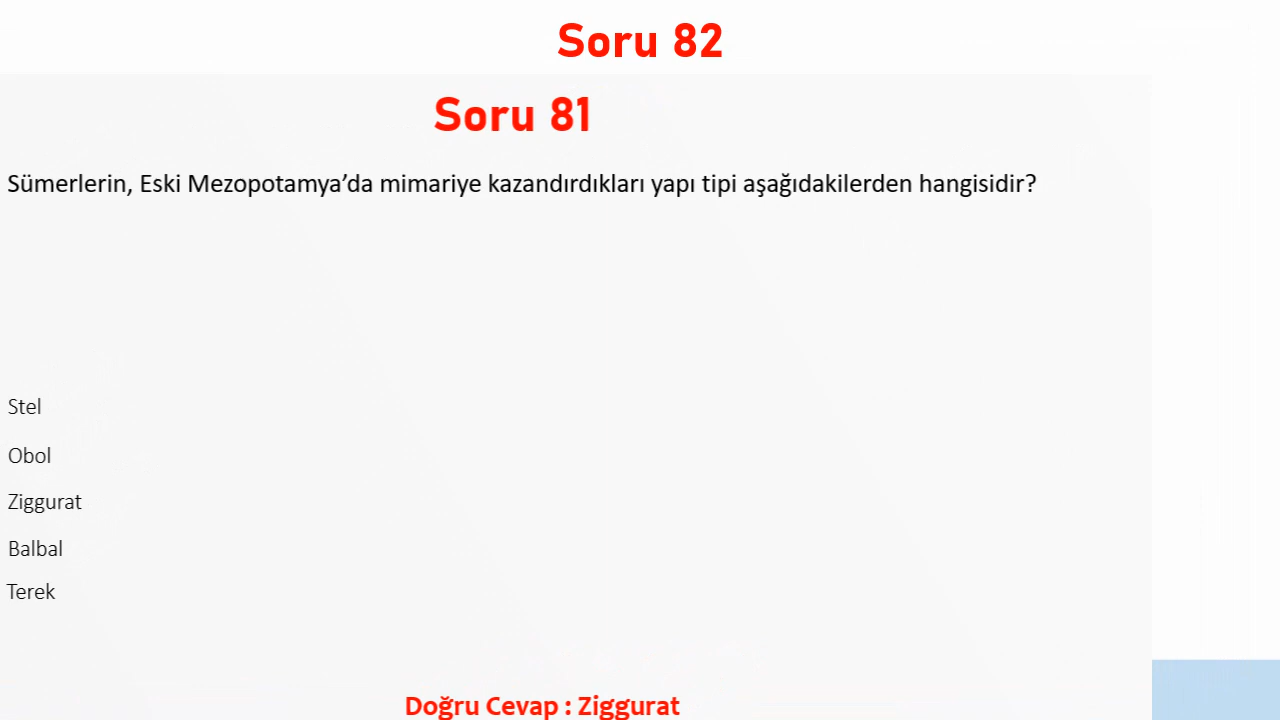 Soru 82
Soru 81
Sümerlerin, Eski Mezopotamya’da mimariye kazandırdıkları yapı tipi aşağıdakilerden hangisidir?
Stel
Obol
Ziggurat
Balbal
Terek
Doğru Cevap : Ziggurat